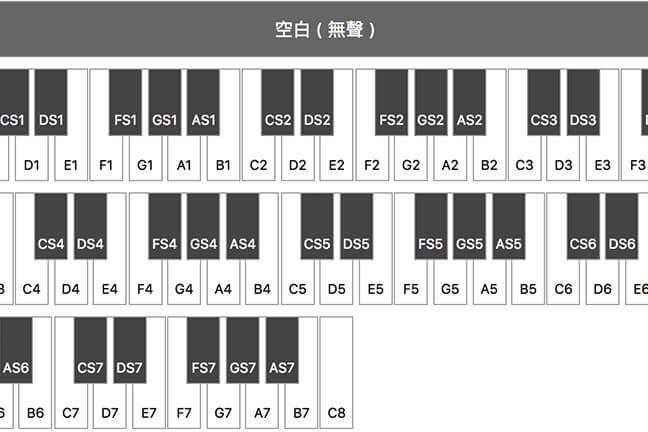 空白 ( 無聲 )
CS1 DS1 FS1 GS1 AS1 CS2 DS2 FS2 GS2 AS2 CS3 DS3
D1 E1 F1 G1 A1 B1 C2 D2 E2 F2 G2 A2 B2 C3 D3 E3 F3
CS4 DS4 FS4 GS4 AS4 CS5 DS5 FS5 GS5 AS5 CS6 DS6
C4 D4 E4 F4 G4 A4 B4 C5 D5 E5 F5 G5 A5 B5 C6 D6 E6
AS6 CS7 DS7 FS7 GS7 AS7
B6 C7 D7 E7 F7 G7 A7 B7 C8